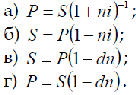 а) P = S(1 + ni)⁻¹;
б) S = P(1 − ni);
в) S = P(1 − dn);
г) P = S(1 − dn).